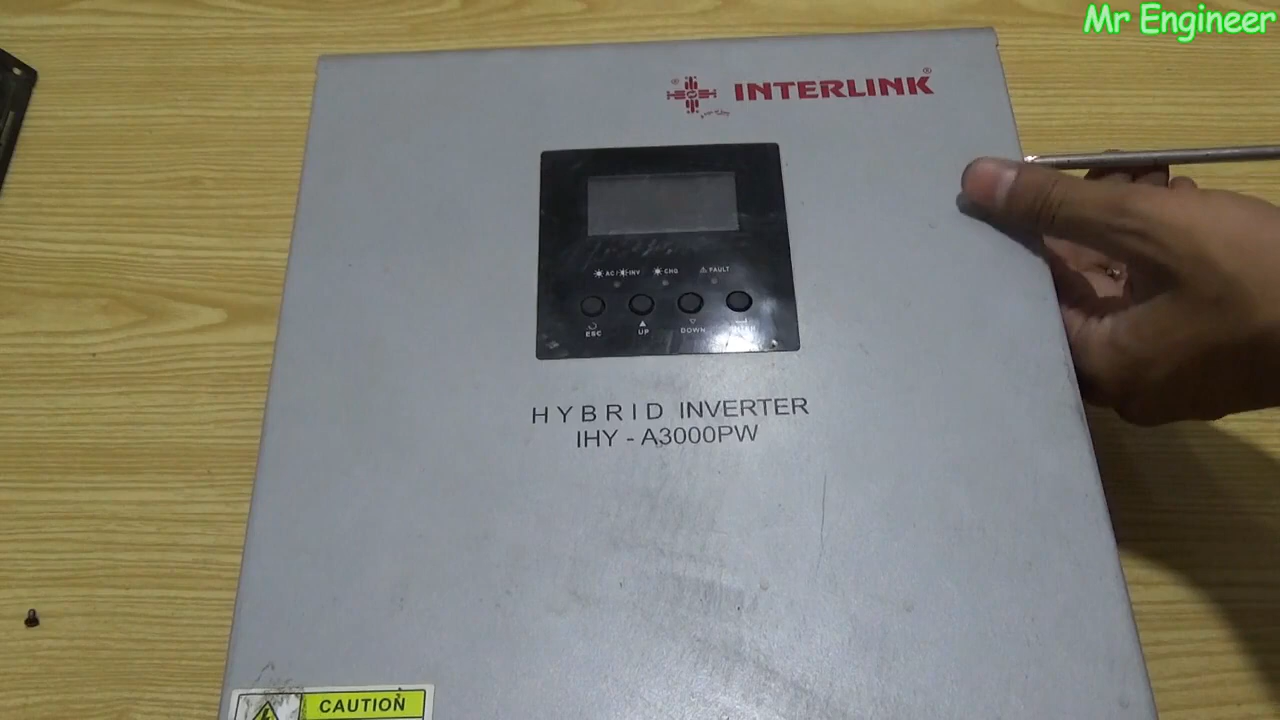 Mr Engineer
INTERLINK®
AC INV CHG FAULT
ESC UP DOWN
HYBRID INVERTER
IHY - A3000PW
CAUTION